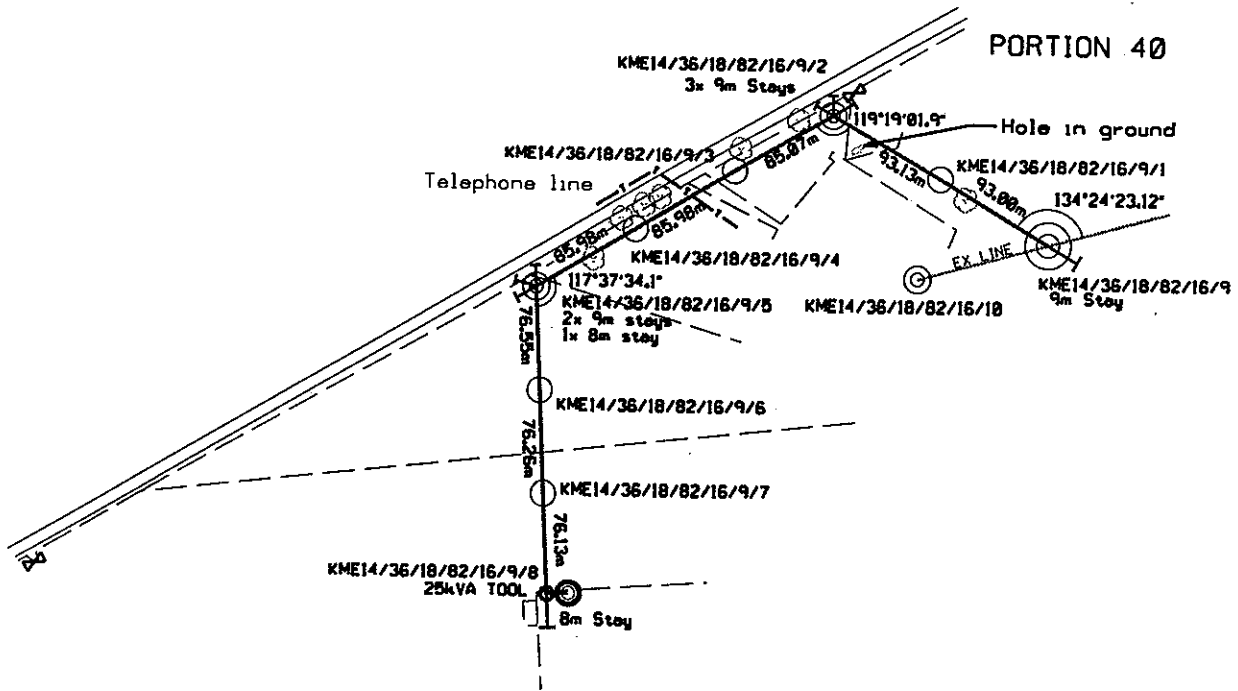 PORTION 40
KME14/36/18/82/16/9/2
3x 9m Stays
119°19'01.9"
Hole in ground
KME14/36/18/82/16/9/3
85.07m
93.13m
KME14/36/18/82/16/9/1
Telephone line
93.00m
134°24'23.12"
85.98m
85.98m
KME14/36/18/82/16/9/4
EX. LINE
117°37'34.1"
KME14/36/18/82/16/9/5
2x 9m stays
1x 8m stay
KME14/36/18/82/16/10
KME14/36/18/82/16/9
9m Stay
76.55m
KME14/36/18/82/16/9/6
76.26m
KME14/36/18/82/16/9/7
76.13m
KME14/36/18/82/16/9/8
25kVA TOOL
8m Stay